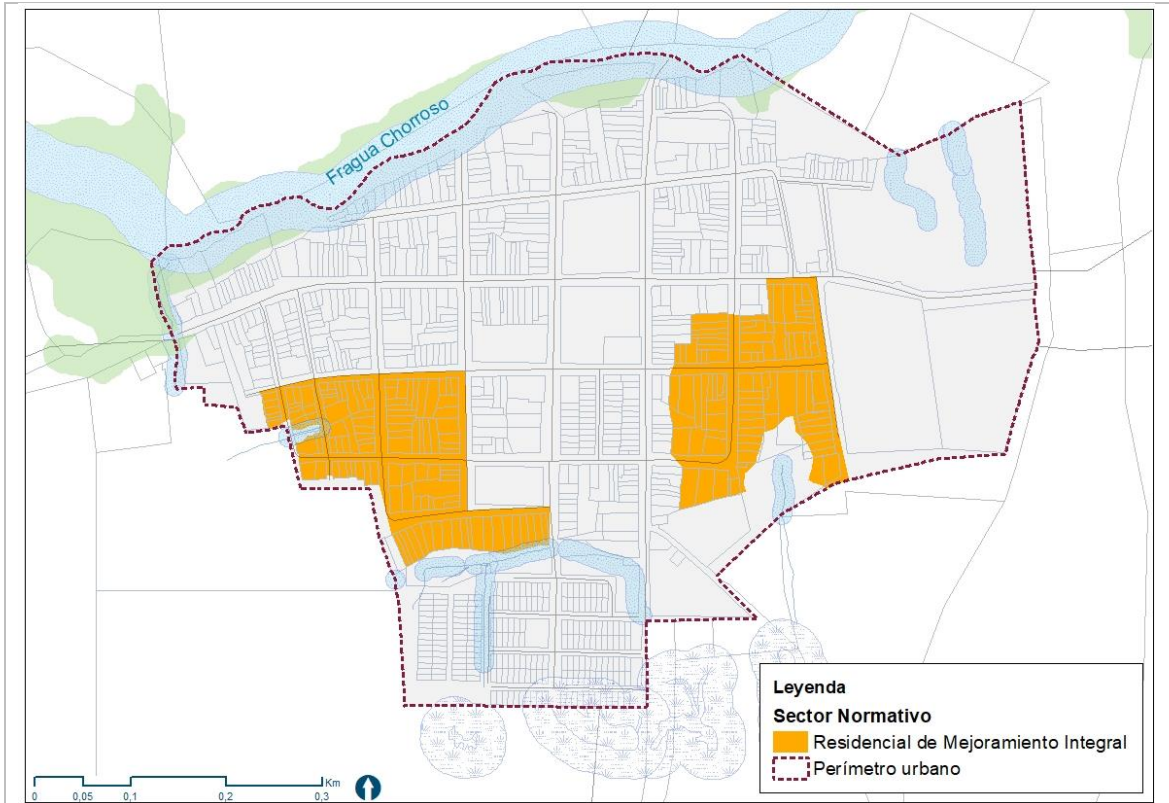 Fragua Chorroso
Leyenda
Sector Normativo
Residencial de Mejoramiento Integral
Perímetro urbano
Km
0 0,05 0,1 0,2 0,3